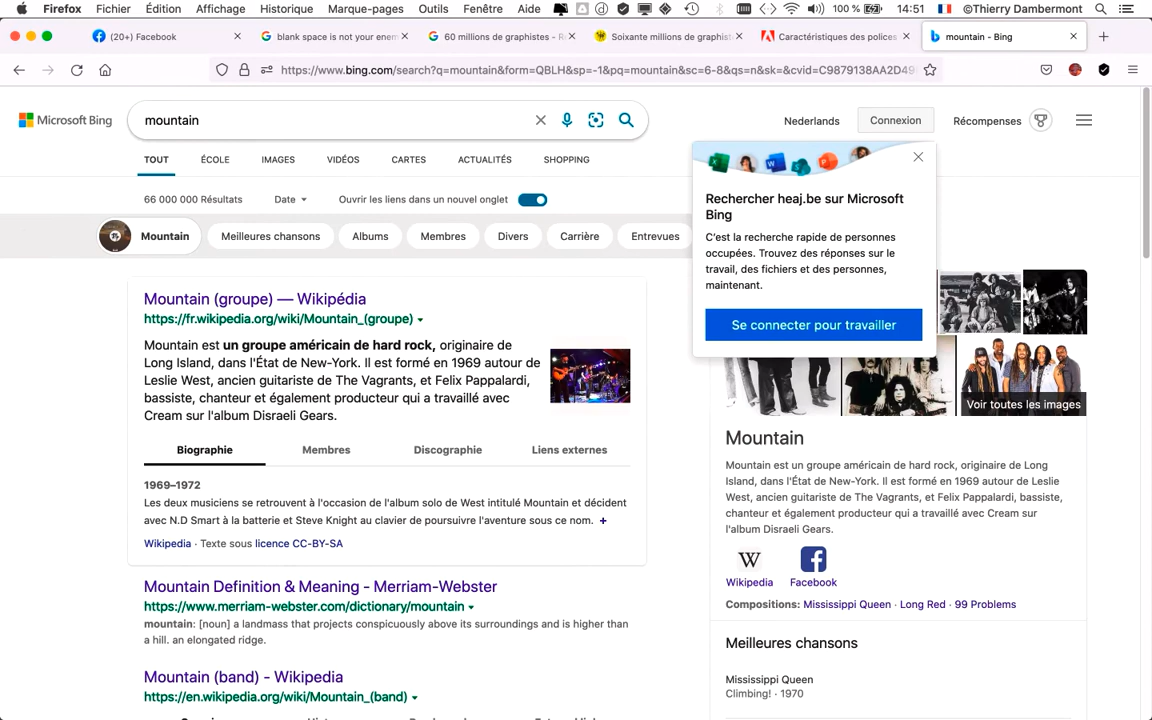 Firefox Fichier Édition Affichage Historique Marque-pages Outils Fenêtre Aide 100 % 14:51 ©Thierry Dambermont
(20+) Facebook
blank space is not your enem
60 millions de graphistes - R
Soixante millions de graphist
Caractéristiques des polices
mountain - Bing
https://www.bing.com/search?q=mountain&form=QBLH&sp=-1&pq=mountain&sc=6-8&qs=n&sk=&cvid=C9879138AA2D49
Microsoft Bing
mountain
Nederlands
Connexion
Récompenses
TOUT ÉCOLE IMAGES VIDÉOS CARTES ACTUALITÉS SHOPPING
66 000 000 Résultats Date Ouvrir les liens dans un nouvel onglet
Mountain Meilleures chansons Albums Membres Divers Carrière Entrevues
Rechercher heaj.be sur Microsoft
Bing
C'est la recherche rapide de personnes
occupées. Trouvez des réponses sur le
travail, des fichiers et des personnes,
maintenant.
Se connecter pour travailler
Mountain (groupe) — Wikipédia
https://fr.wikipedia.org/wiki/Mountain_(groupe)
Mountain est un groupe américain de hard rock, originaire de
Long Island, dans l'État de New-York. Il est formé en 1969 autour de
Leslie West, ancien guitariste de The Vagrants, et Felix Pappalardi,
bassiste, chanteur et également producteur qui a travaillé avec
Cream sur l'album Disraeli Gears.
Biographie Membres Discographie Liens externes
1969–1972
Les deux musiciens se retrouvent à l'occasion de l'album solo de West intitulé Mountain et décident
avec N.D Smart à la batterie et Steve Knight au clavier de poursuivre l'aventure sous ce nom. +
Wikipedia · Texte sous licence CC-BY-SA
Mountain Definition & Meaning - Merriam-Webster
https://www.merriam-webster.com/dictionary/mountain
mountain: [noun] a landmass that projects conspicuously above its surroundings and is higher than
a hill. an elongated ridge.
Mountain (band) - Wikipedia
https://en.wikipedia.org/wiki/Mountain_(band)
Voir toutes les images
Mountain
Mountain est un groupe américain de hard rock, originaire de Long
Island, dans l'État de New-York. Il est formé en 1969 autour de Leslie
West, ancien guitariste de The Vagrants, et Felix Pappalardi, bassiste,
chanteur et également producteur qui a travaillé avec Cream sur
l'album Disraeli Gears.
Wikipedia Facebook
Compositions: Mississippi Queen · Long Red · 99 Problems
Meilleures chansons
Mississippi Queen
Climbing! · 1970